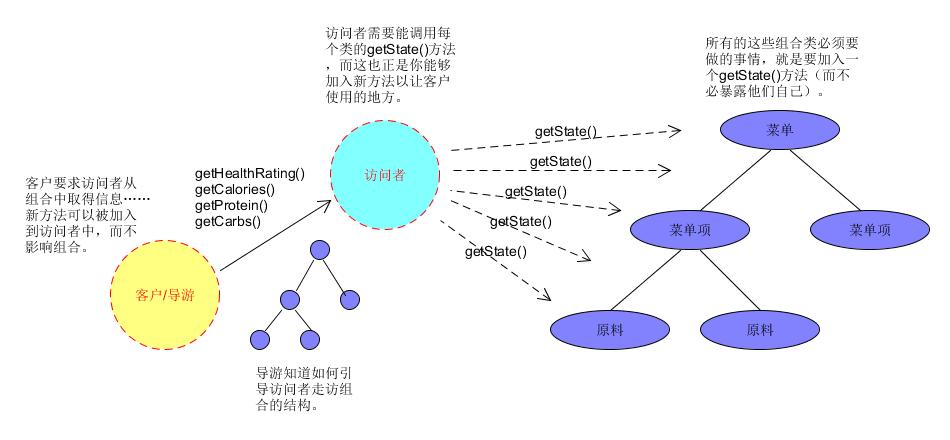 访问者需要能调用每
个类的getState()方法
，而这也正是你能够
加入新方法以让客户
使用的地方。
所有的这些组合类必须要
做的事情，就是要加入一
个getState()方法（而不
必暴露他们自己）。
菜单
getState()
getState()
getState()
getState()
getState()
访问者
getHealthRating()
getCalories()
getProtein()
getCarbs()
客户要求访问者从
组合中取得信息……
新方法可以被加入
到访问者中，而不
影响组合。
菜单项
菜单项
客户/导游
原料
原料
导游知道如何引
导访问者走访组
合的结构。